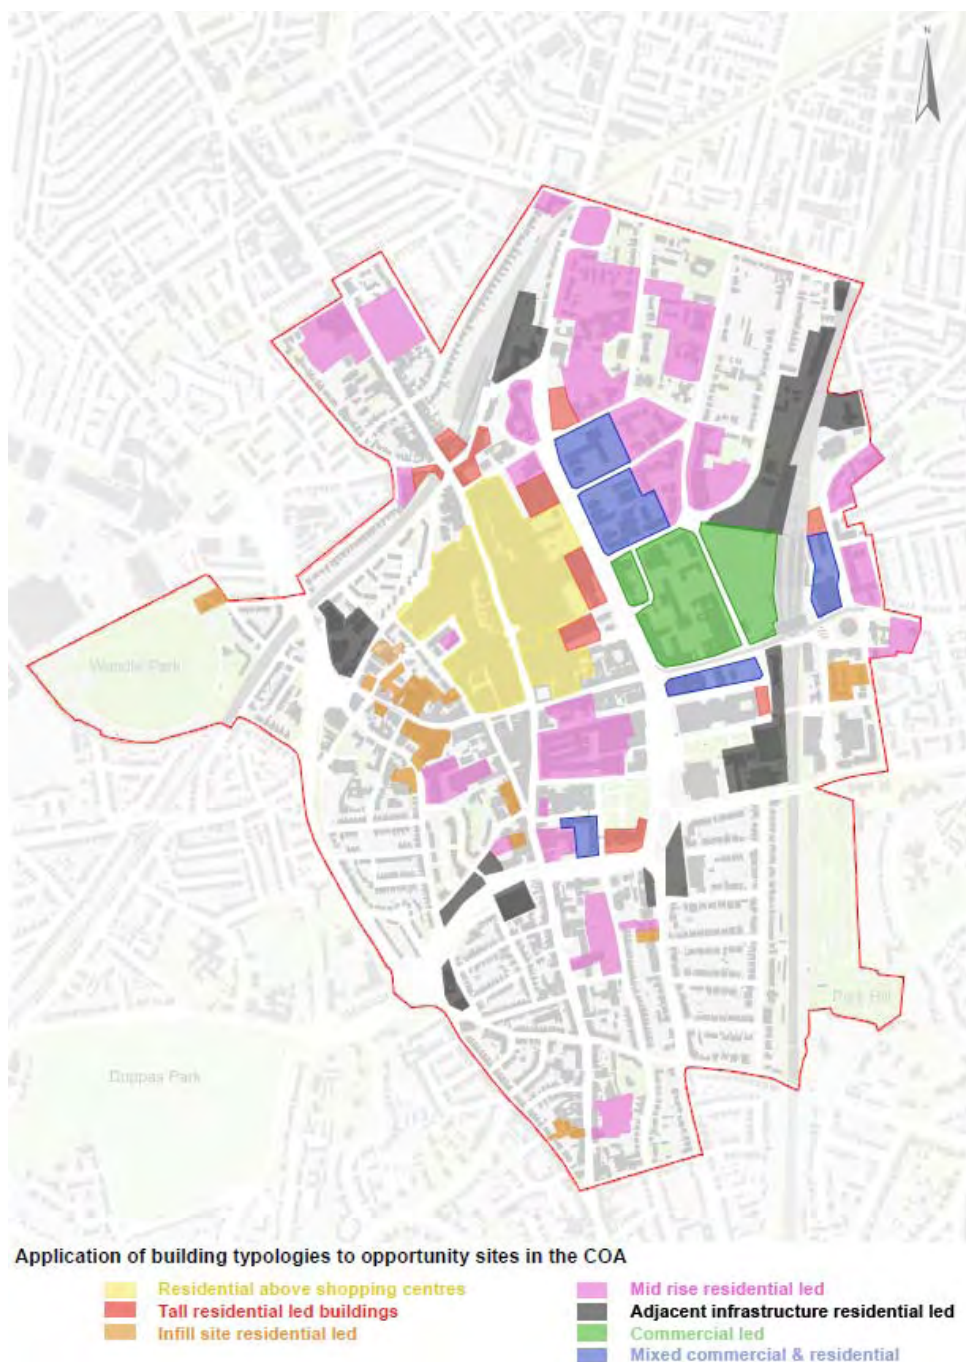 N
Wandle Park
Park Hill
Duppas Park
Application of building typologies to opportunity sites in the COA
Residential above shopping centres
Tall residential led buildings
Infill site residential led
Mid rise residential led
Adjacent infrastructure residential led
Commercial led
Mixed commercial & residential